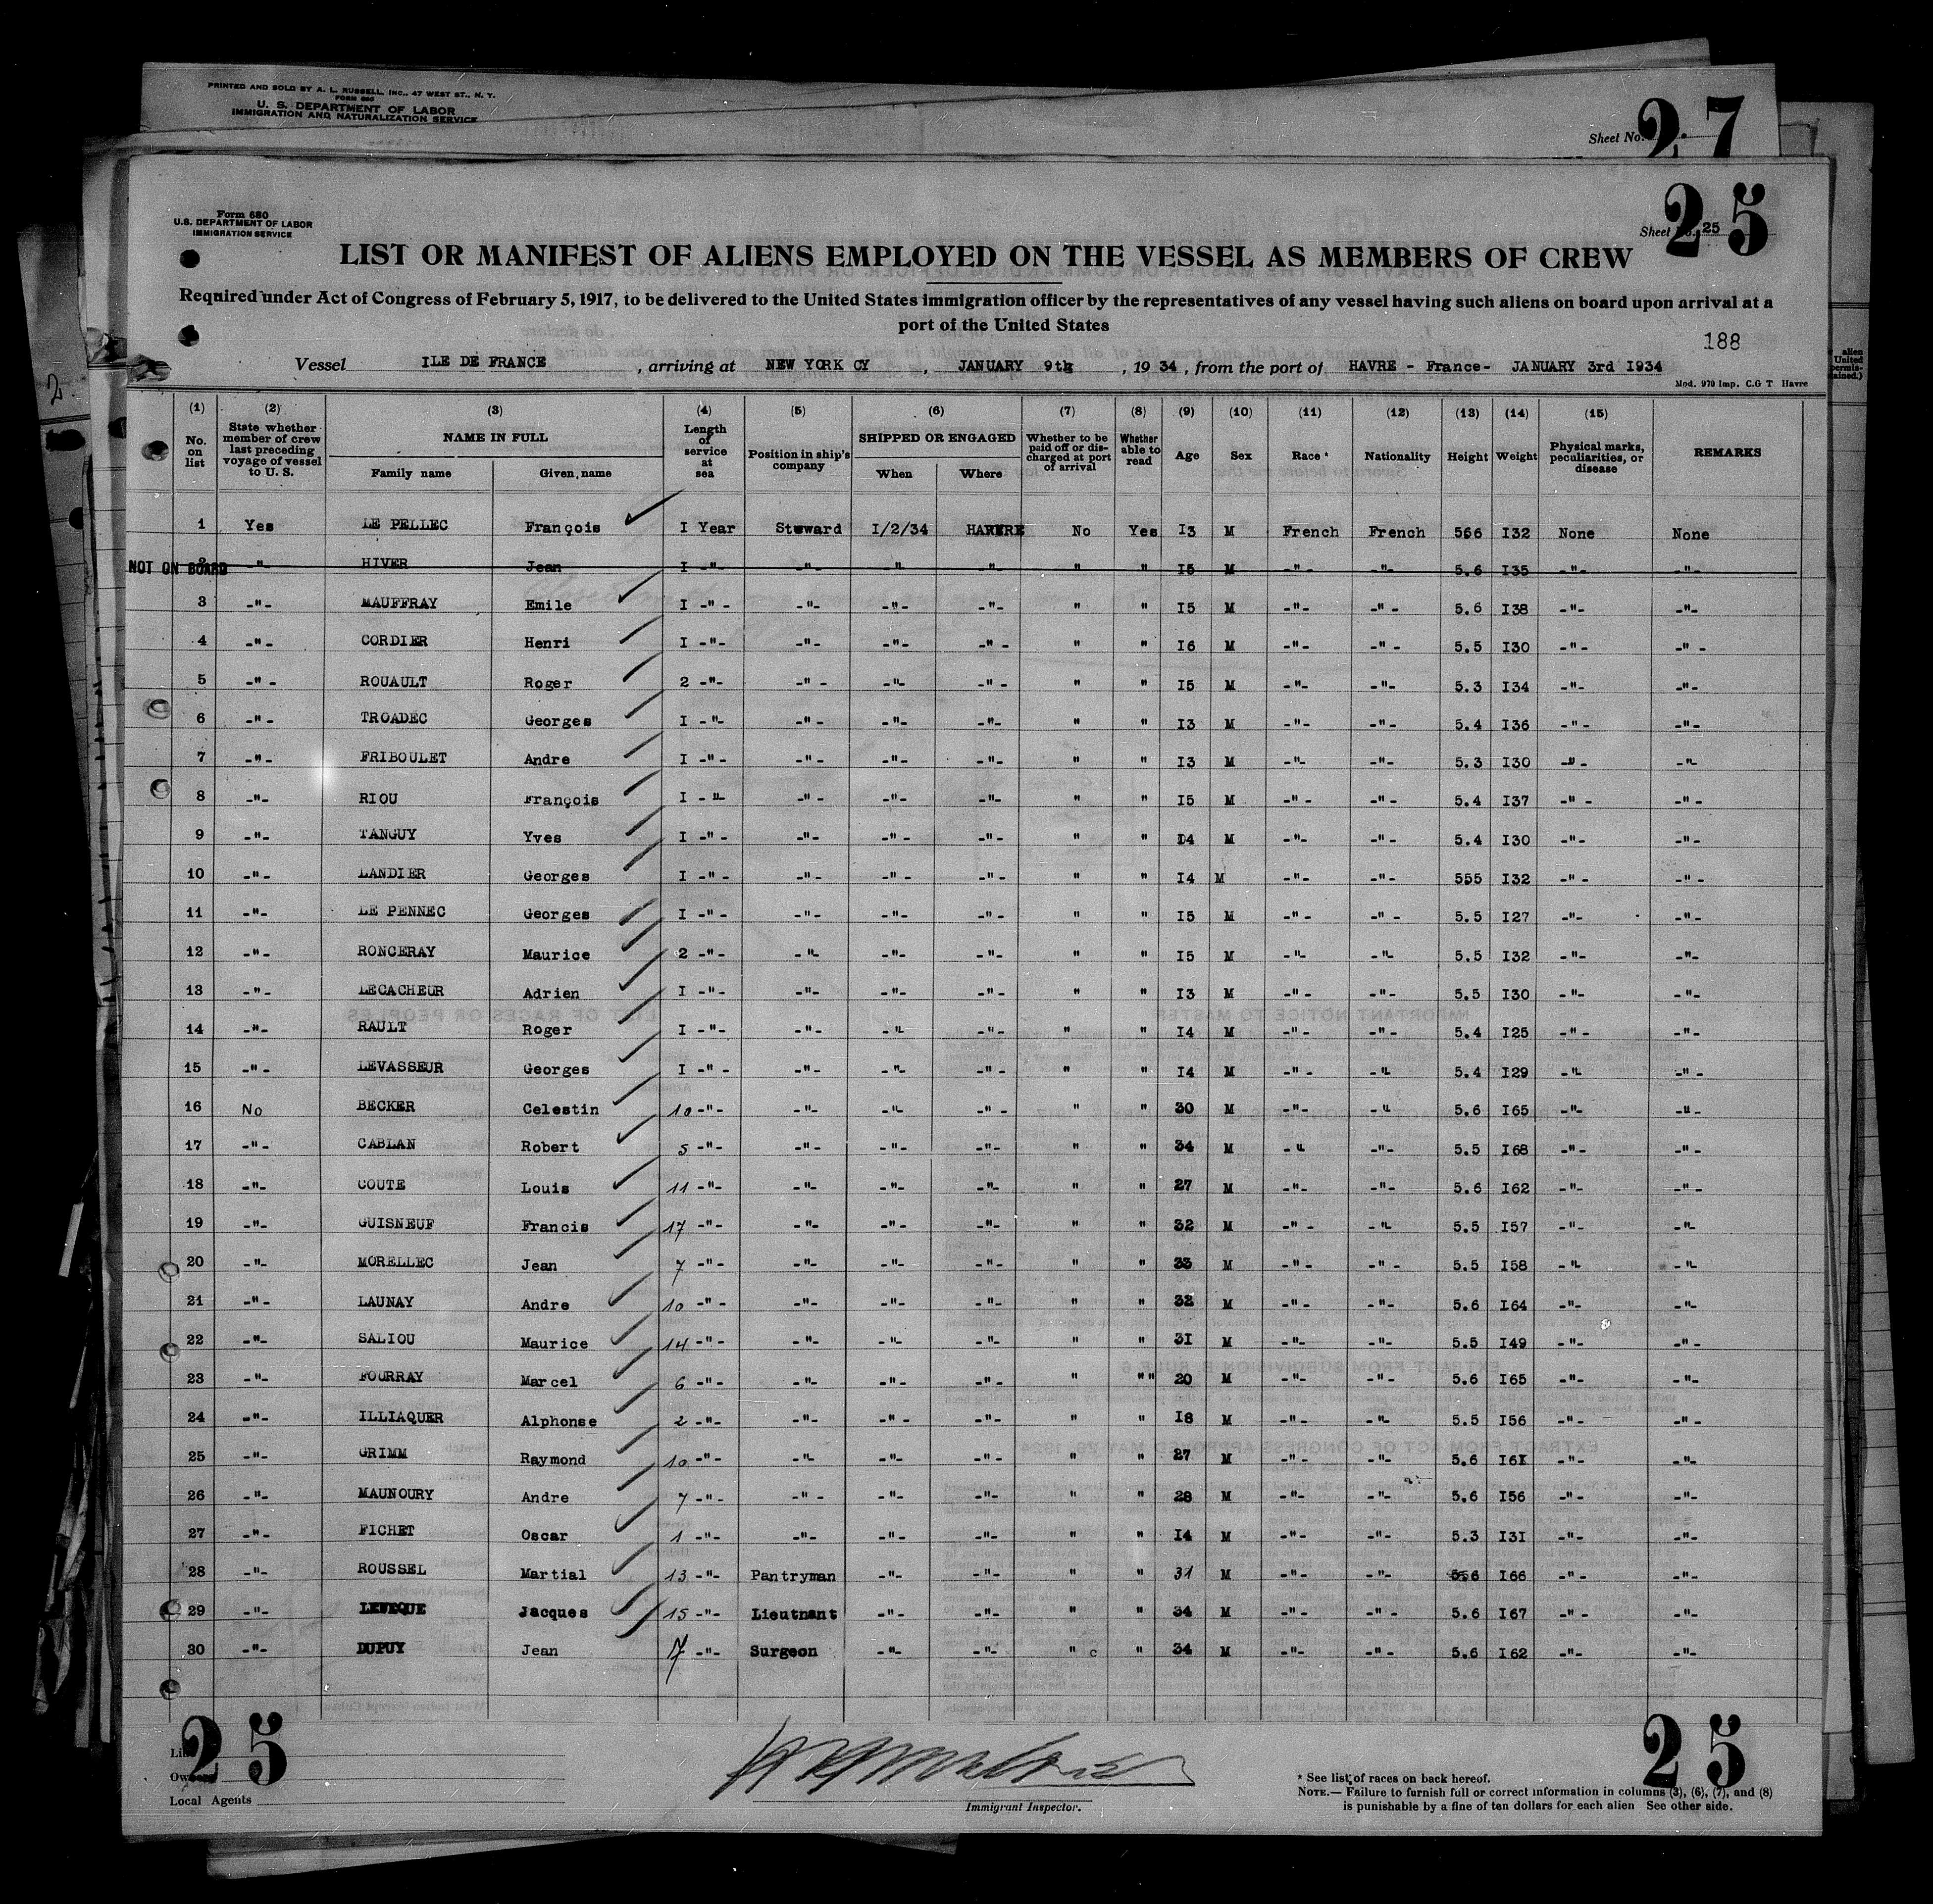 PRINTED AND SOLD BY A. L. RUSSELL, INC., 47 WEST ST., N. Y.
FORM 680
U. S. DEPARTMENT OF LABOR
IMMIGRATION AND NATURALIZATION SERVICE
Sheet No. 27
Form 680
U.S. DEPARTMENT OF LABOR
IMMIGRATION SERVICE
Sheet No. 25
25
LIST OR MANIFEST OF ALIENS EMPLOYED ON THE VESSEL AS MEMBERS OF CREW
Required under Act of Congress of February 5, 1917, to be delivered to the United States immigration officer by the representatives of any vessel having such aliens on board upon arrival at a
port of the United States
188
Vessel ILE DE FRANCE , arriving at NEW YORK CY , JANUARY 9th , 19 34 , from the port of HAVRE - France- JANUARY 3rd I934
Mod. 970 Imp. C.G T Havre
(1) No. on list (2) State whether member of crew last preceding voyage of vessel to U. S. (3) NAME IN FULL Family name Given name (4) Length of service at sea (5) Position in ship's company (6) SHIPPED OR ENGAGED When Where (7) Whether to be paid off or discharged at port of arrival (8) Whether able to read (9) Age (10) Sex (11) Race * (12) Nationality (13) Height (14) Weight (15) Physical marks, peculiarities, or disease REMARKS
1 Yes LE PELLEC François I Year Steward I/2/34 No Yes I3 M French French 566 I32 None None
NOT ON BOARD 2 -"- HIVER Jean I -"- -"- " -"- " " I5 M -"- -"- 5.6 I35 -"- -"-
3 -"- MAUFFRAY Emile I -"- -"- -"- -"- " " I5 M -"- -"- 5.6 I38 -"- -"-
4 -"- CORDIER Henri I -"- -"- -"- -"- " " I6 M -"- -"- 5.5 I30 -"- -"-
5 -"- ROUAULT Roger 2 -"- -"- -"- -"- " " I5 M -"- -"- 5.3 I34 -"- -"-
6 -"- TROADEC Georges I -"- -"- -"- -"- " " I3 M -"- -"- 5.4 I36 -"- -"-
7 -"- FRIBOULET Andre I -"- -"- -"- -"- " " I3 M -"- -"- 5.3 I30 -"- -"-
8 -"- RIOU François I -"- -"- -"- -"- " " I5 M -"- -"- 5.4 I37 -"- -"-
9 -"- TANGUY Yves I -"- -"- -"- -"- " " I4 M -"- -"- 5.4 I30 -"- -"-
10 -"- LANDIER Georges I -"- -"- -"- -"- " " I4 M -"- -"- 555 I32 -"- -"-
11 -"- LE PENNEC Georges I -"- -"- -"- -"- " " I5 M -"- -"- 5.5 I27 -"- -"-
12 -"- RONCERAY Maurice 2 -"- -"- -"- -"- " " I5 M -"- -"- 5.5 I32 -"- -"-
13 -"- LECACHEUR Adrien I -"- -"- -"- -"- " " I3 M -"- -"- 5.5 I30 -"- -"-
14 -"- RAULT Roger I -"- -"- -"- -"- " " I4 M -"- -"- 5.4 I25 -"- -"-
15 -"- LEVASSEUR Georges I -"- -"- -"- -"- " " I4 M -"- -"- 5.4 I29 -"- -"-
16 No BECKER Celestin 10 -"- -"- -"- -"- " " 30 M -"- -"- 5.6 I65 -"- -"-
17 -"- CABLAN Robert 5 -"- -"- -"- -"- " " 34 M -"- -"- 5.5 I68 -"- -"-
18 -"- COUTE Louis 11 -"- -"- -"- -"- " " 27 M -"- -"- 5.6 I62 -"- -"-
19 -"- GUISNEUF Francis 17 -"- -"- -"- -"- " " 32 M -"- -"- 5.5 I57 -"- -"-
20 -"- MORELLEC Jean 7 -"- -"- -"- -"- " " 33 M -"- -"- 5.5 I58 -"- -"-
21 -"- LAUNAY Andre 10 -"- -"- -"- -"- " " 32 M -"- -"- 5.6 I64 -"- -"-
22 -"- SALIOU Maurice 14 -"- -"- -"- -"- " " 3I M -"- -"- 5.5 I49 -"- -"-
23 -"- FOURRAY Marcel 6 -"- -"- -"- -"- " "" 20 M -"- -"- 5.6 I65 -"- -"-
24 -"- ILLIAQUER Alphonse 2 -"- -"- -"- -"- " " I8 M -"- -"- 5.5 I56 -"- -"-
25 -"- GRIMM Raymond 10 -"- -"- -"- -"- " " 27 M -"- -"- 5.6 I6I -"- -"-
26 -"- MAUNOURY Andre 7 -"- -"- -"- -"- " " 28 M -"- -"- 5.6 I56 -"- -"-
27 -"- FICHET Oscar 1 -"- -"- -"- -"- " " I4 M -"- -"- 5.3 I3I -"- -"-
28 -"- ROUSSEL Martial 13 -"- Pantryman -"- -"- " " 31 M -"- -"- 556 I66 -"- -"-
29 -"- LEVEQUE Jacques 15 -"- Lieutnant -"- -"- " " 34 M -"- -"- 5.6 I67 -"- -"-
30 -"- DUPUY Jean 7 -"- Surgeon -"- -"- " c " 34 M -"- -"- 5.6 I62 -"- -"-
25
25
Local Agents
Immigrant Inspector.
* See list of races on back hereof.
NOTE.— Failure to furnish full or correct information in columns (3), (6), (7), and (8)
is punishable by a fine of ten dollars for each alien See other side.